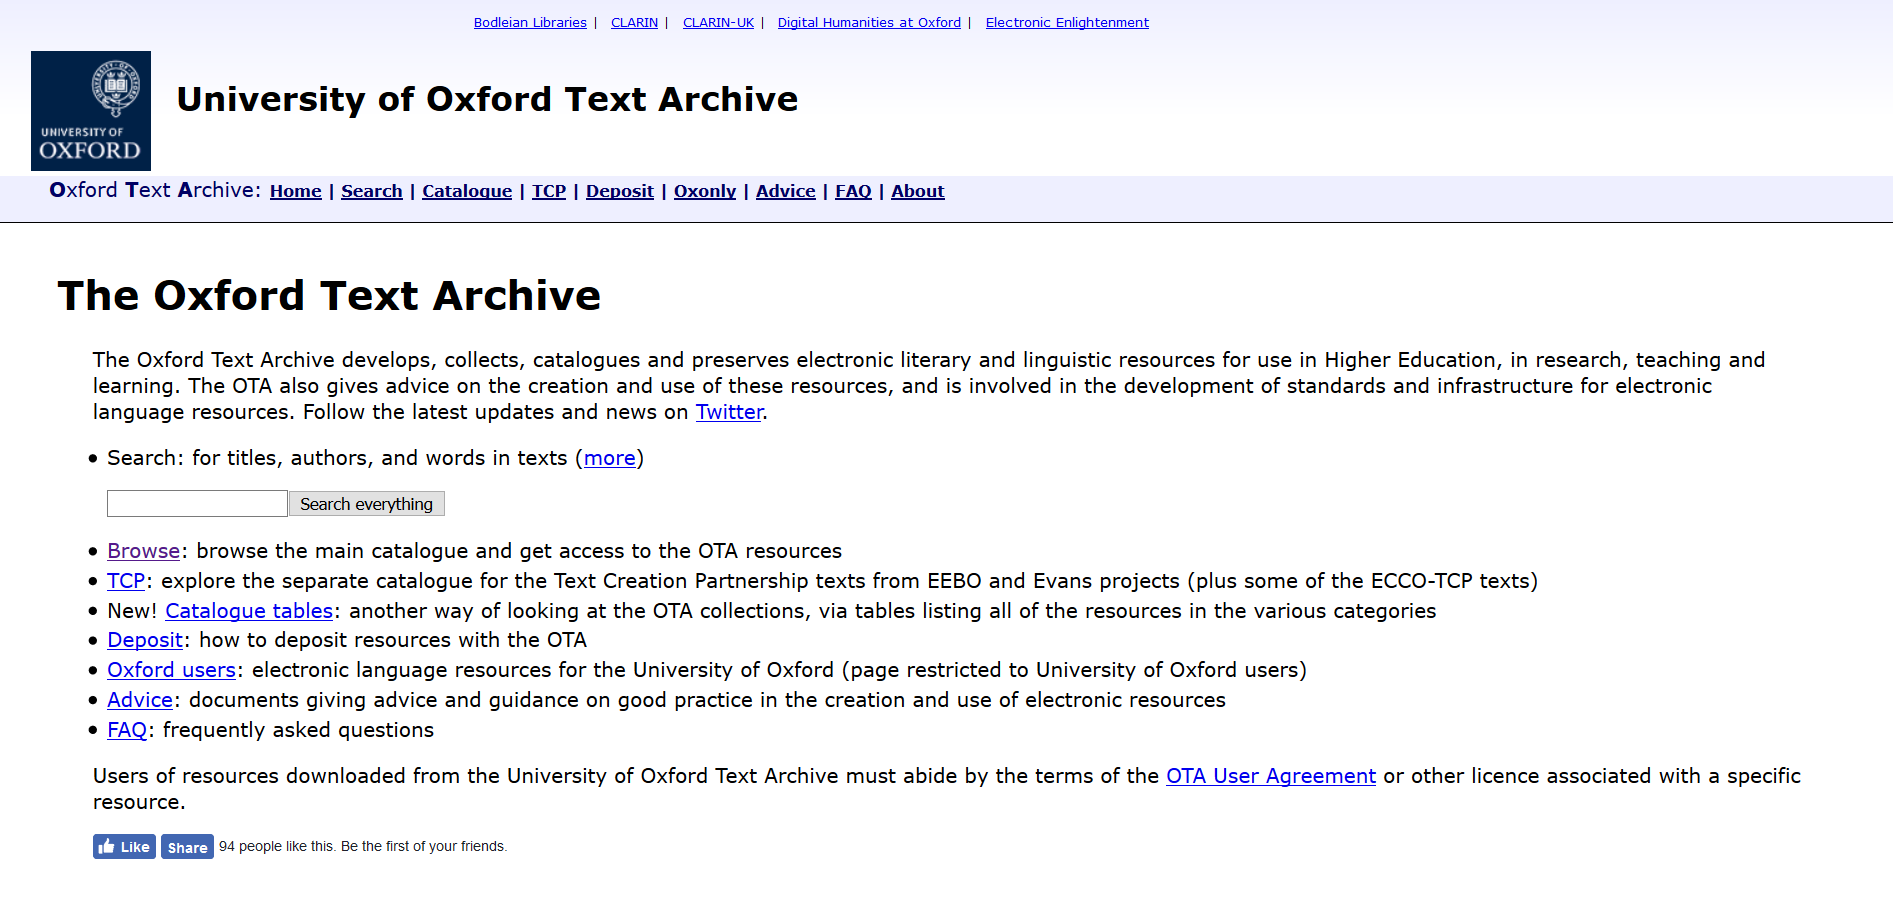 Bodleian Libraries | CLARIN | CLARIN-UK | Digital Humanities at Oxford | Electronic Enlightenment
UNIVERSITY OF
OXFORD
University of Oxford Text Archive
Oxford Text Archive: Home | Search | Catalogue | TCP | Deposit | Oxonly | Advice | FAQ | About
The Oxford Text Archive
The Oxford Text Archive develops, collects, catalogues and preserves electronic literary and linguistic resources for use in Higher Education, in research, teaching and
learning. The OTA also gives advice on the creation and use of these resources, and is involved in the development of standards and infrastructure for electronic
language resources. Follow the latest updates and news on Twitter.
• Search: for titles, authors, and words in texts (more)
Search everything
• Browse: browse the main catalogue and get access to the OTA resources
• TCP: explore the separate catalogue for the Text Creation Partnership texts from EEBO and Evans projects (plus some of the ECCO-TCP texts)
• New! Catalogue tables: another way of looking at the OTA collections, via tables listing all of the resources in the various categories
• Deposit: how to deposit resources with the OTA
• Oxford users: electronic language resources for the University of Oxford (page restricted to University of Oxford users)
• Advice: documents giving advice and guidance on good practice in the creation and use of electronic resources
• FAQ: frequently asked questions
Users of resources downloaded from the University of Oxford Text Archive must abide by the terms of the OTA User Agreement or other licence associated with a specific
resource.
Like Share 94 people like this. Be the first of your friends.